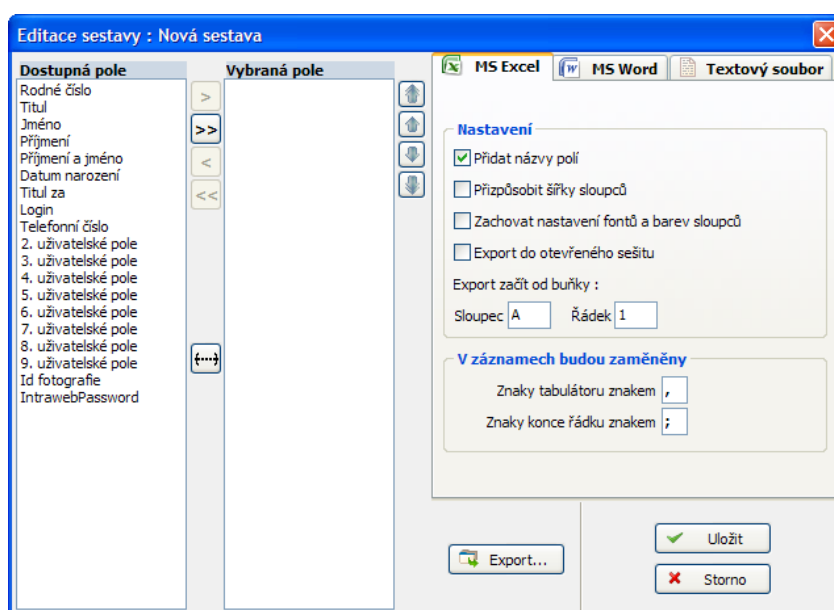 Editace sestavy : Nová sestava
Dostupná pole
Rodné číslo
Titul
Jméno
Příjmení
Příjmení a jméno
Datum narození
Titul za
Login
Telefonní číslo
2. uživatelské pole
3. uživatelské pole
4. uživatelské pole
5. uživatelské pole
6. uživatelské pole
7. uživatelské pole
8. uživatelské pole
9. uživatelské pole
Id fotografie
IntrawebPassword
>
>>
<
<<
Vybraná pole
MS Excel MS Word Textový soubor
Nastavení
Přidat názvy polí
Přizpůsobit šířky sloupců
Zachovat nastavení fontů a barev sloupců
Export do otevřeného sešitu
Export začít od buňky :
Sloupec A Řádek 1
V záznamech budou zaměněny
Znaky tabulátoru znakem ,
Znaky konce řádku znakem ;
Export...
Uložit
Storno